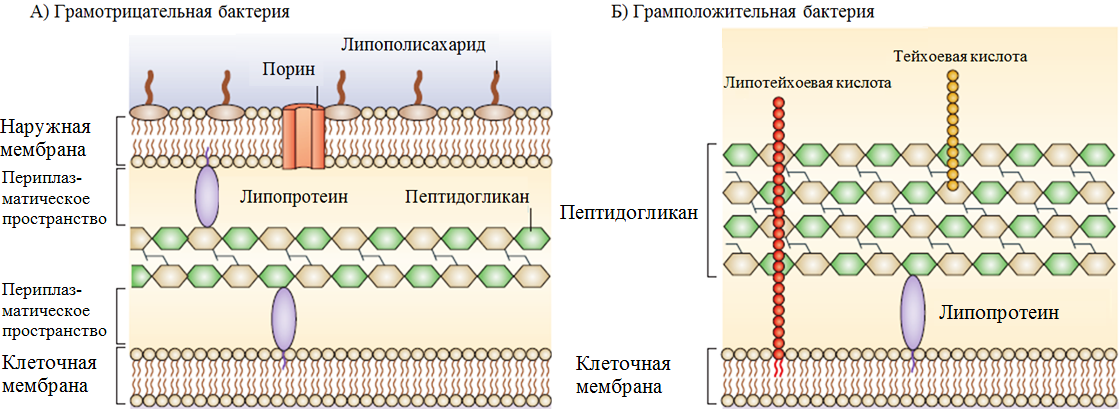 А) Грамотрицательная бактерия
Липополисахарид
Порин
Наружная
мембрана
Периплаз-
матическое
пространство
Липопротеин
Пептидогликан
Периплаз-
матическое
пространство
Клеточная
мембрана
Б) Грамположительная бактерия
Тейхоевая кислота
Липотейхоевая кислота
Пептидогликан
Липопротеин
Клеточная
мембрана